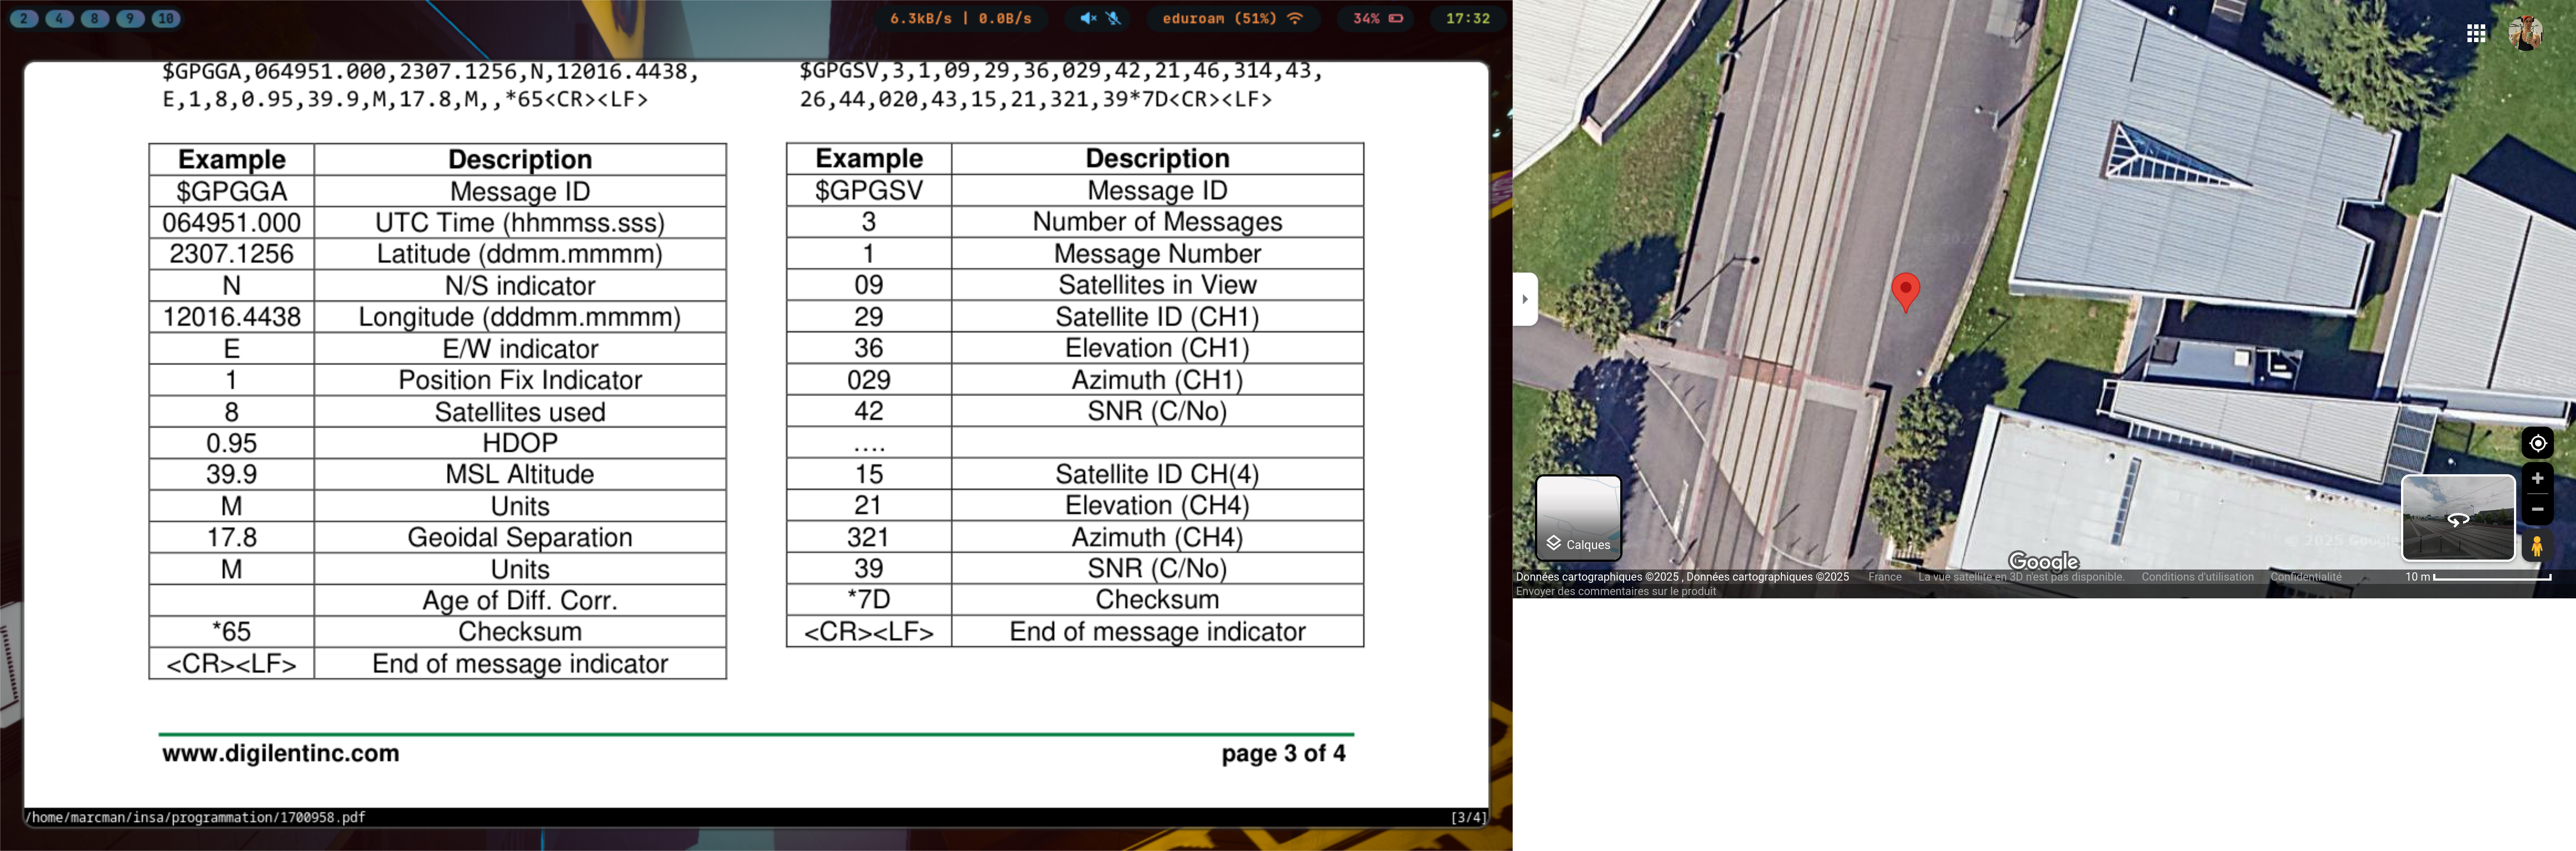 2 4 8 9 10
6.3kB/s | 0.0B/s
eduroam (51%)
34%
17:32
$GPGGA,064951.000,2307.1256,N,12016.4438,
E,1,8,0.95,39.9,M,17.8,M,,*65<CR><LF>
Example Description
$GPGGA Message ID
064951.000 UTC Time (hhmmss.sss)
2307.1256 Latitude (ddmm.mmmm)
N N/S indicator
12016.4438 Longitude (dddmm.mmmm)
E E/W indicator
1 Position Fix Indicator
8 Satellites used
0.95 HDOP
39.9 MSL Altitude
M Units
17.8 Geoidal Separation
M Units
Age of Diff. Corr.
*65 Checksum
<CR><LF> End of message indicator
$GPGSV,3,1,09,29,36,029,42,21,46,314,43,
26,44,020,43,15,21,321,39*7D<CR><LF>
Example Description
$GPGSV Message ID
3 Number of Messages
1 Message Number
09 Satellites in View
29 Satellite ID (CH1)
36 Elevation (CH1)
029 Azimuth (CH1)
42 SNR (C/No)
....
15 Satellite ID CH(4)
21 Elevation (CH4)
321 Azimuth (CH4)
39 SNR (C/No)
*7D Checksum
<CR><LF> End of message indicator
www.digilentinc.com
page 3 of 4
/home/marcman/insa/programmation/1700958.pdf
[3/4]
Calques
Google
Données cartographiques ©2025 , Données cartographiques ©2025 France La vue satellite en 3D n'est pas disponible. Conditions d'utilisation Confidentialité 10 m
Envoyer des commentaires sur le produit